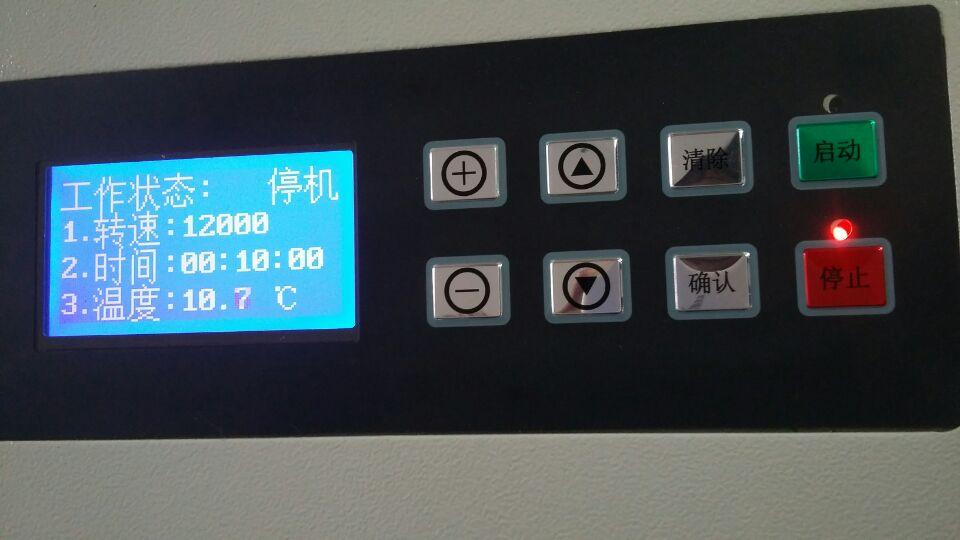 工作状态: 停机
1.转速:12000
2.时间:00:10:00
3.温度:10.7 ℃
清除
启动
确认
停止